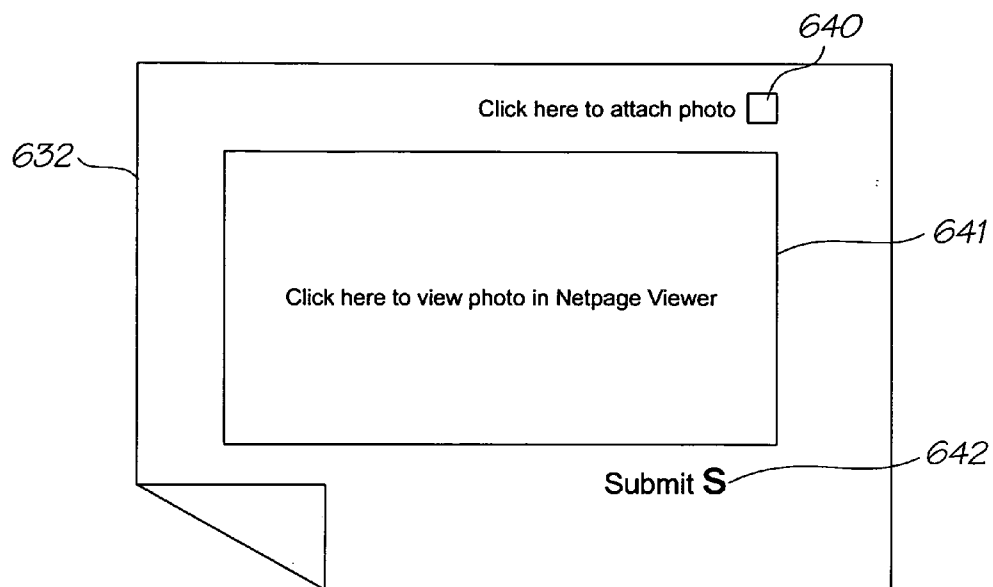 640
Click here to attach photo
632
641
Click here to view photo in Netpage Viewer
642
Submit S